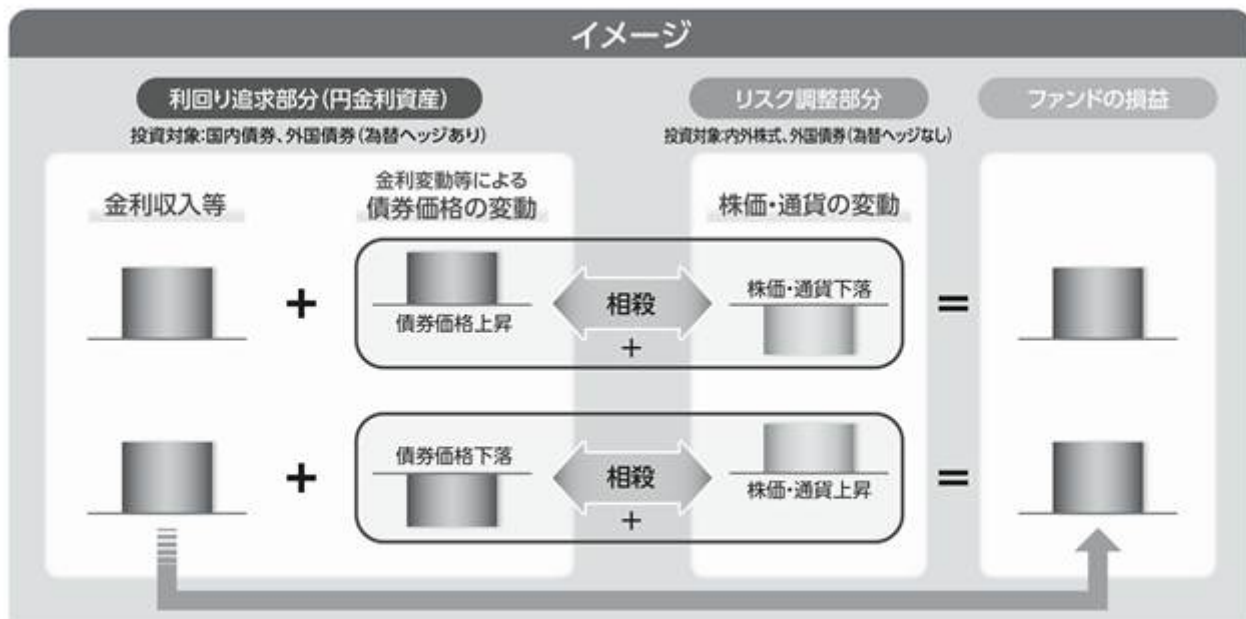 イメージ
利回り追求部分(円金利資産)
リスク調整部分
ファンドの損益
投資対象:国内債券、外国債券(為替ヘッジあり)
投資対象:内外株式、外国債券(為替ヘッジなし)
金利収入等
金利変動等による
債券価格の変動
株価・通貨の変動
+
債券価格上昇
相殺
+
株価・通貨下落
=
+
債券価格下落
相殺
+
株価・通貨上昇
=